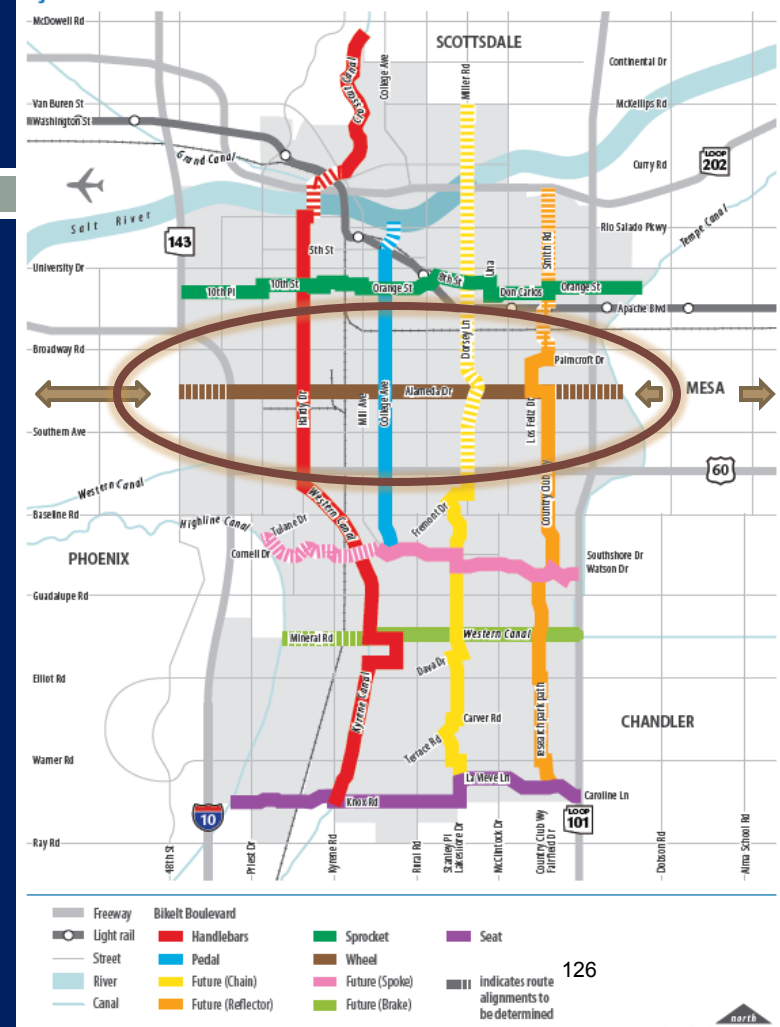 McDowell Rd
SCOTTSDALE
College Ave
Miller Rd
Continental Dr
Crosscut Canal
Van Buren St
McKellips Rd
Washington St
Grand Canal
Curry Rd
LOOP
202
Salt River
143
Rio Salado Pkwy
Tempe Canal
5th St
Smith Rd
University Dr
Una
10th Pl
10th St
Orange St
8th St
Don Carlos
Orange St
Apache Blvd
Broadway Rd
Dorsey Ln
Palmcroft Dr
Alameda Dr
MESA
Hardy Dr
Mill Ave
College Ave
Los Feliz Dr
Southern Ave
60
Western Canal
Western Canal
Country Club Wy
Baseline Rd
Highline Canal
Tulane Dr
Fremont Dr
PHOENIX
Cornell Dr
Southshore Dr
Watson Dr
Guadalupe Rd
Mineral Rd
Western Canal
Dava Dr
Elliot Rd
Kyrene Canal
research park path
Carver Rd
CHANDLER
Terrace Rd
Warner Rd
La Vieve Ln
Knox Rd
Caroline Ln
10
LOOP
101
Ray Rd
48th St
Priest Dr
Kyrene Rd
Rural Rd
Stanley Pl
Lakeshore Dr
McClintock Dr
Country Club Wy
Fairfield Dr
Dobson Rd
Alma School Rd
Freeway
BikeIt Boulevard
Light rail
Handlebars
Sprocket
Seat
Street
Pedal
Wheel
River
Future (Chain)
Future (Spoke)
indicates route
alignments to
be determined
126
Canal
Future (Reflector)
Future (Brake)
north